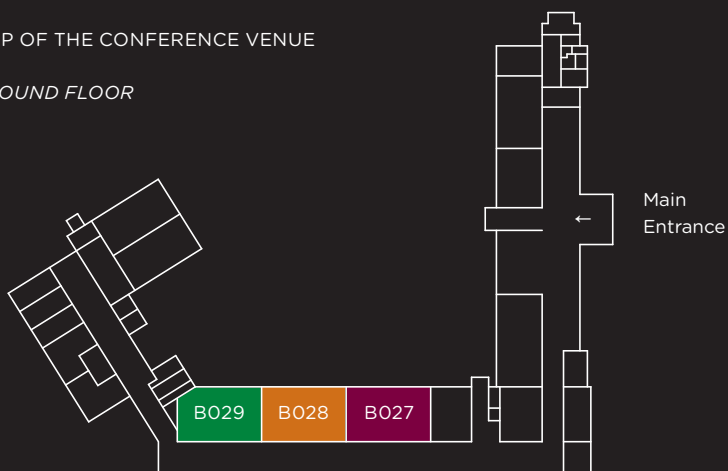 P OF THE CONFERENCE VENUE
OUND FLOOR
Main
Entrance
←
B029 B028 B027